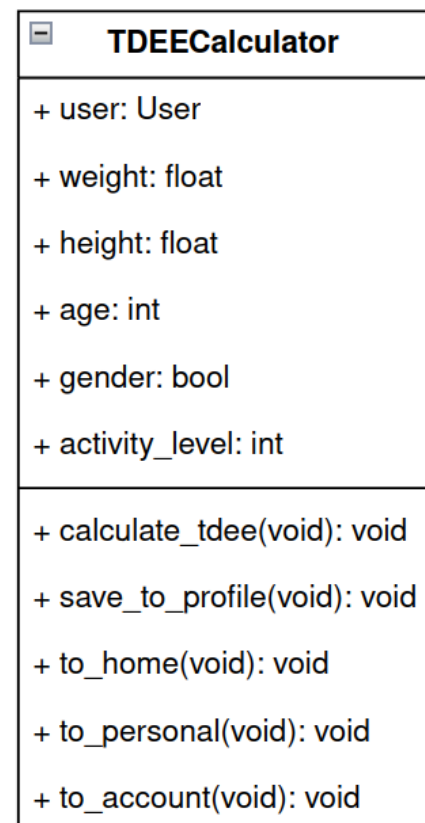 TDEECalculator
+ user: User
+ weight: float
+ height: float
+ age: int
+ gender: bool
+ activity_level: int
+ calculate_tdee(void): void
+ save_to_profile(void): void
+ to_home(void): void
+ to_personal(void): void
+ to_account(void): void